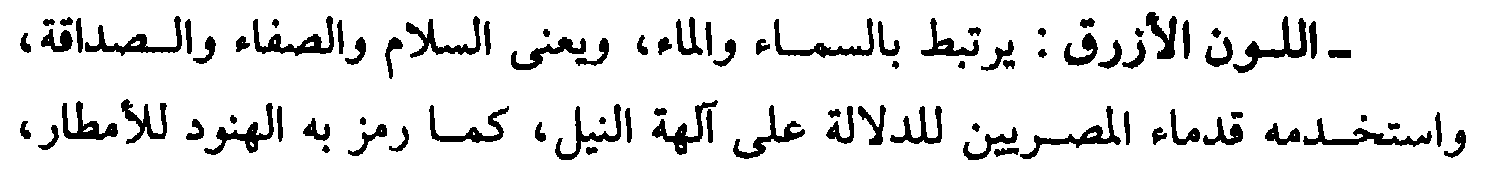 ـ اللـون الأزرق : يرتبط بالسمـاء والماء، ويعنى السلام والصفاء والـصداقة،
واستخـدمه قدماء المصـريين للدلالة على آلهة النيل، كمـا رمز به الهنود للأمطار،